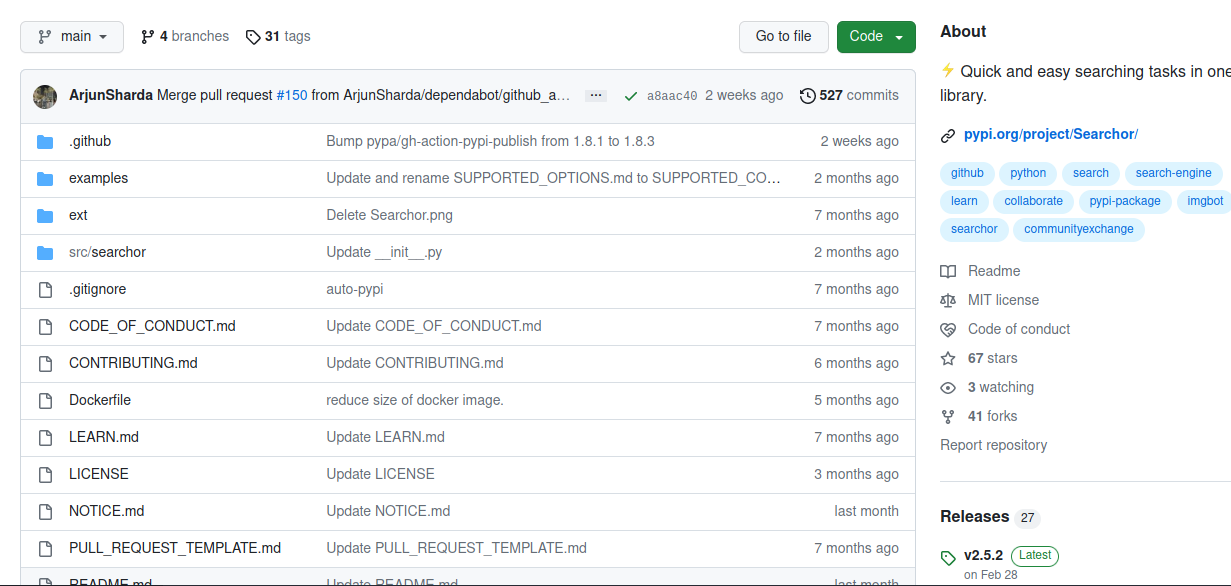 main 4 branches 31 tags Go to file Code
ArjunSharda Merge pull request #150 from ArjunSharda/dependabot/github_a… ... a8aac40 2 weeks ago 527 commits
.github Bump pypa/gh-action-pypi-publish from 1.8.1 to 1.8.3 2 weeks ago
examples Update and rename SUPPORTED_OPTIONS.md to SUPPORTED_CO… 2 months ago
ext Delete Searchor.png 7 months ago
src/searchor Update __init__.py 2 months ago
.gitignore auto-pypi 7 months ago
CODE_OF_CONDUCT.md Update CODE_OF_CONDUCT.md 7 months ago
CONTRIBUTING.md Update CONTRIBUTING.md 6 months ago
Dockerfile reduce size of docker image. 5 months ago
LEARN.md Update LEARN.md 7 months ago
LICENSE Update LICENSE 3 months ago
NOTICE.md Update NOTICE.md last month
PULL_REQUEST_TEMPLATE.md Update PULL_REQUEST_TEMPLATE.md 7 months ago
README.md Update README.md last month
About
⚡ Quick and easy searching tasks in one
library.
pypi.org/project/Searchor/
github python search search-engine
learn collaborate pypi-package imgbot
searchor communityexchange
Readme
MIT license
Code of conduct
67 stars
3 watching
41 forks
Report repository
Releases 27
v2.5.2 Latest
on Feb 28